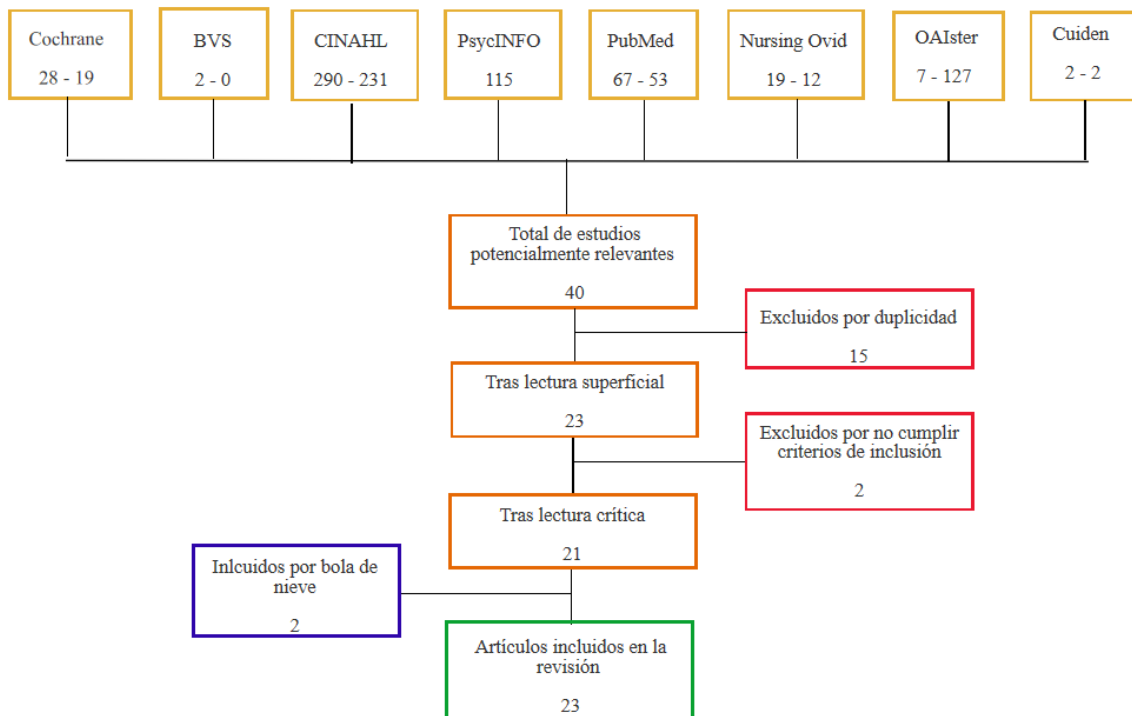 Cochrane
28 - 19
BVS
2 - 0
CINAHL
290 - 231
PsycINFO
115
PubMed
67 - 53
Nursing Ovid
19 - 12
OAIster
7 - 127
Cuiden
2 - 2
Total de estudios
potencialmente relevantes
40
Excluidos por duplicidad
15
Tras lectura superficial
23
Excluidos por no cumplir
criterios de inclusión
2
Tras lectura crítica
21
Inlcuidos por bola de
nieve
2
Artículos incluidos en la
revisión
23